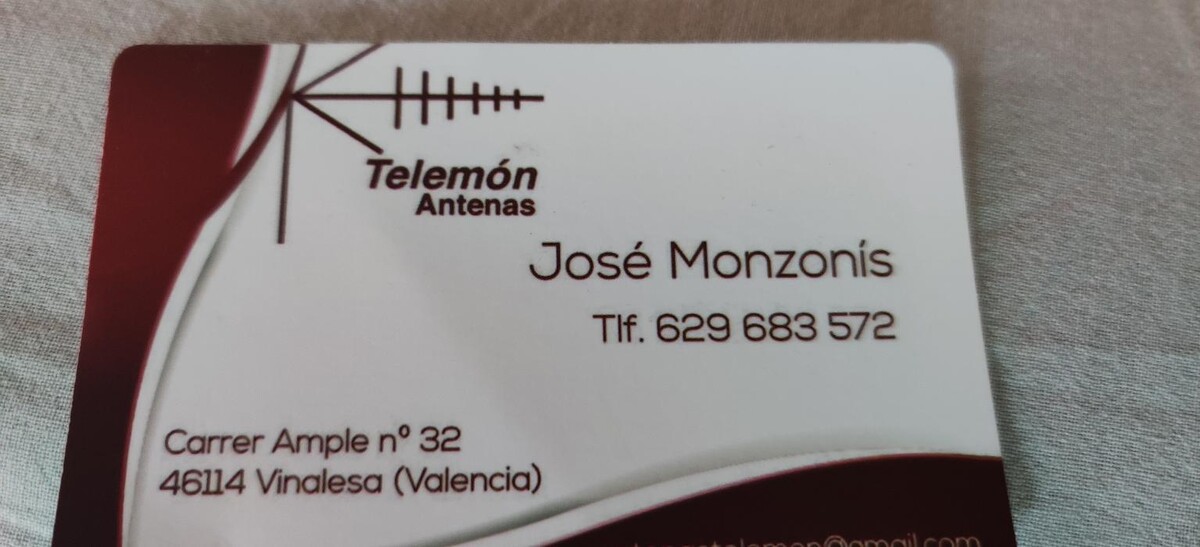 Telemón
Antenas
José Monzonís
Tlf. 629 683 572
Carrer Ample nº 32
46114 Vinalesa (Valencia)